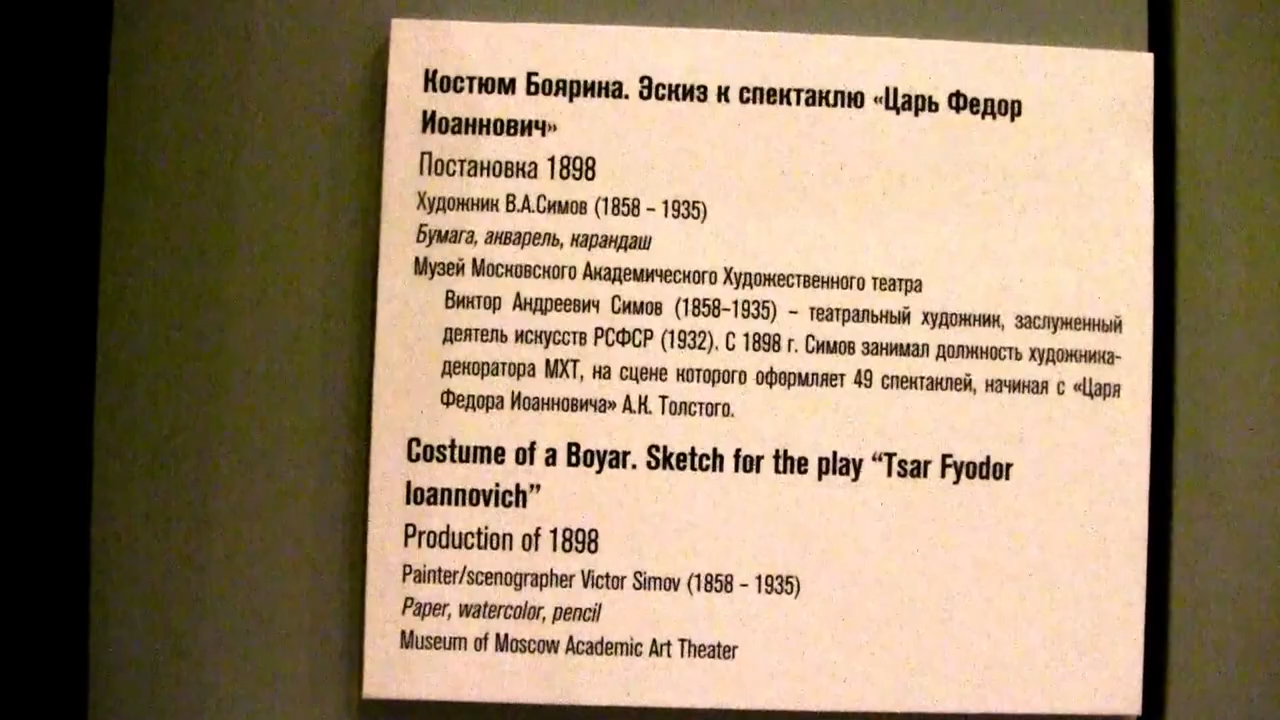 Костюм Боярина. Эскиз к спектаклю «Царь Федор
Иоаннович»
Постановка 1898
Художник В.А.Симов (1858 – 1935)
Бумага, акварель, карандаш
Музей Московского Академического Художественного театра
Виктор Андреевич Симов (1858–1935) – театральный художник, заслуженный
деятель искусств РСФСР (1932). С 1898 г. Симов занимал должность художника-
декоратора МХТ, на сцене которого оформляет 49 спектаклей, начиная с «Царя
Федора Иоанновича» А.К. Толстого.
Costume of a Boyar. Sketch for the play “Tsar Fyodor
Ioannovich”
Production of 1898
Painter/scenographer Victor Simov (1858 – 1935)
Paper, watercolor, pencil
Museum of Moscow Academic Art Theater